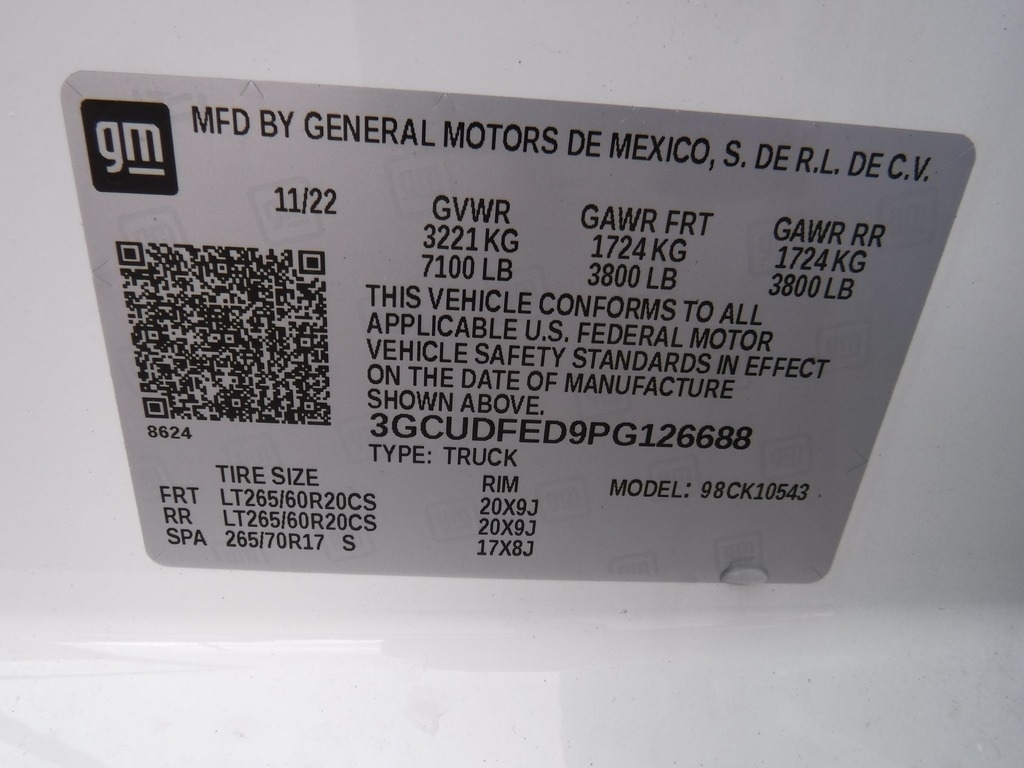 gm
MFD BY GENERAL MOTORS DE MEXICO, S. DE R.L. DE C.V.
11/22
GVWR
3221 KG
7100 LB
GAWR FRT
1724 KG
3800 LB
GAWR RR
1724 KG
3800 LB
THIS VEHICLE CONFORMS TO ALL
APPLICABLE U.S. FEDERAL MOTOR
VEHICLE SAFETY STANDARDS IN EFFECT
ON THE DATE OF MANUFACTURE
SHOWN ABOVE.
8624
3GCUDFED9PG126688
TYPE: TRUCK
TIRE SIZE RIM MODEL: 98CK10543
FRT LT265/60R20CS 20X9J
RR LT265/60R20CS 20X9J
SPA 265/70R17 S 17X8J